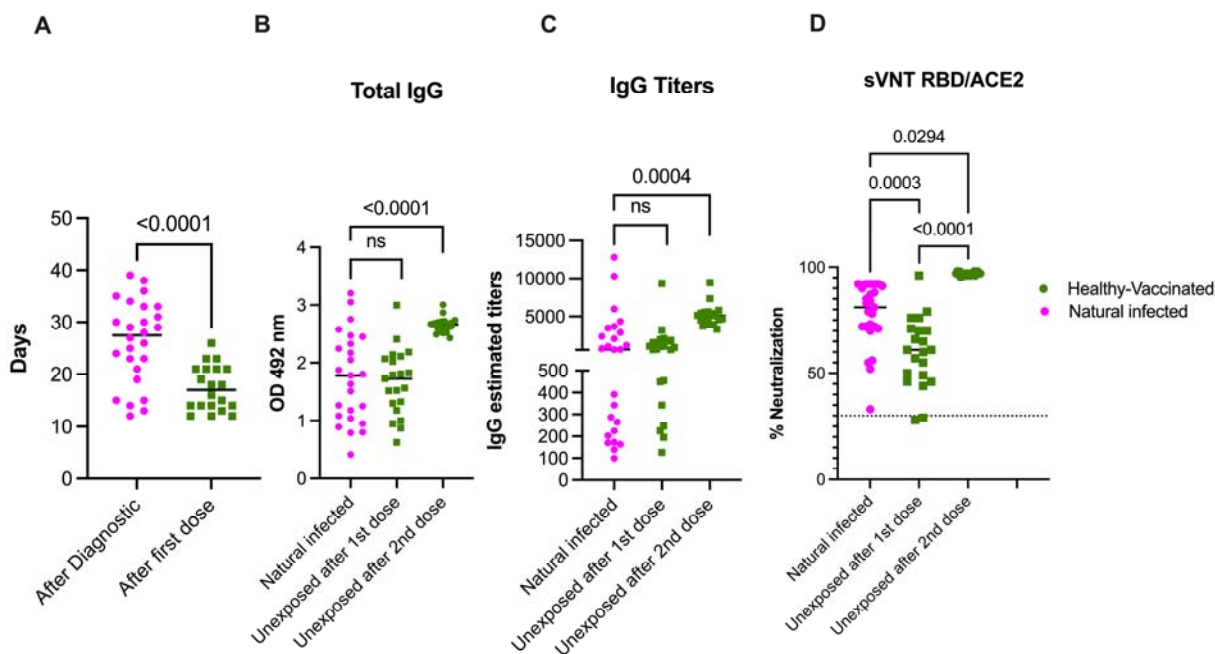 A
B
C
D
Total IgG
IgG Titers
sVNT RBD/ACE2
<0.0001
Days
50
40
30
20
10
0
After Diagnostic
After first dose
<0.0001
ns
OD 492 nm
4
3
2
1
0
Natural infected
Unexposed after 1st dose
Unexposed after 2nd dose
0.0004
ns
IgG estimated titers
15000
10000
5000
500
400
300
200
100
0
Natural infected
Unexposed after 1st dose
Unexposed after 2nd dose
0.0294
0.0003
<0.0001
% Neutralization
100
50
0
Natural infected
Unexposed after 1st dose
Unexposed after 2nd dose
Healthy-Vaccinated
Natural infected